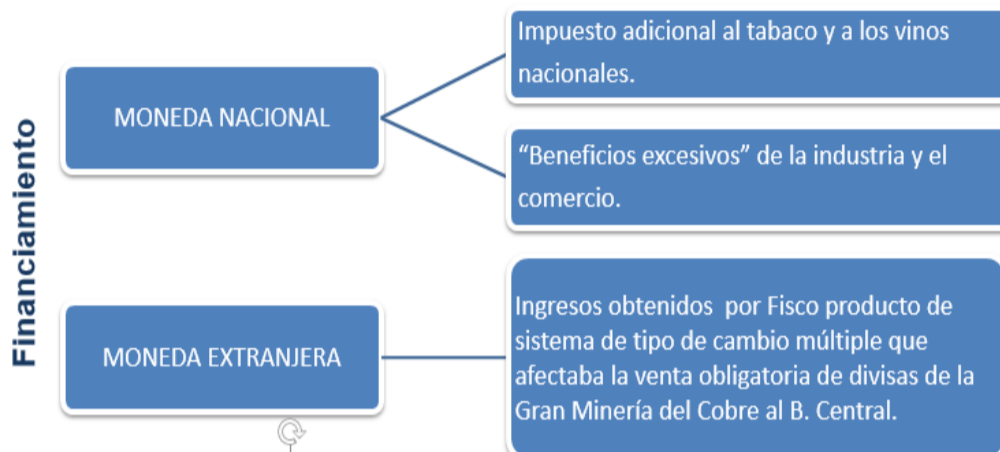 Financiamiento
MONEDA NACIONAL
Impuesto adicional al tabaco y a los vinos
nacionales.
“Beneficios excesivos” de la industria y el
comercio.
MONEDA EXTRANJERA
Ingresos obtenidos por Fisco producto de
sistema de tipo de cambio múltiple que
afectaba la venta obligatoria de divisas de la
Gran Minería del Cobre al B. Central.